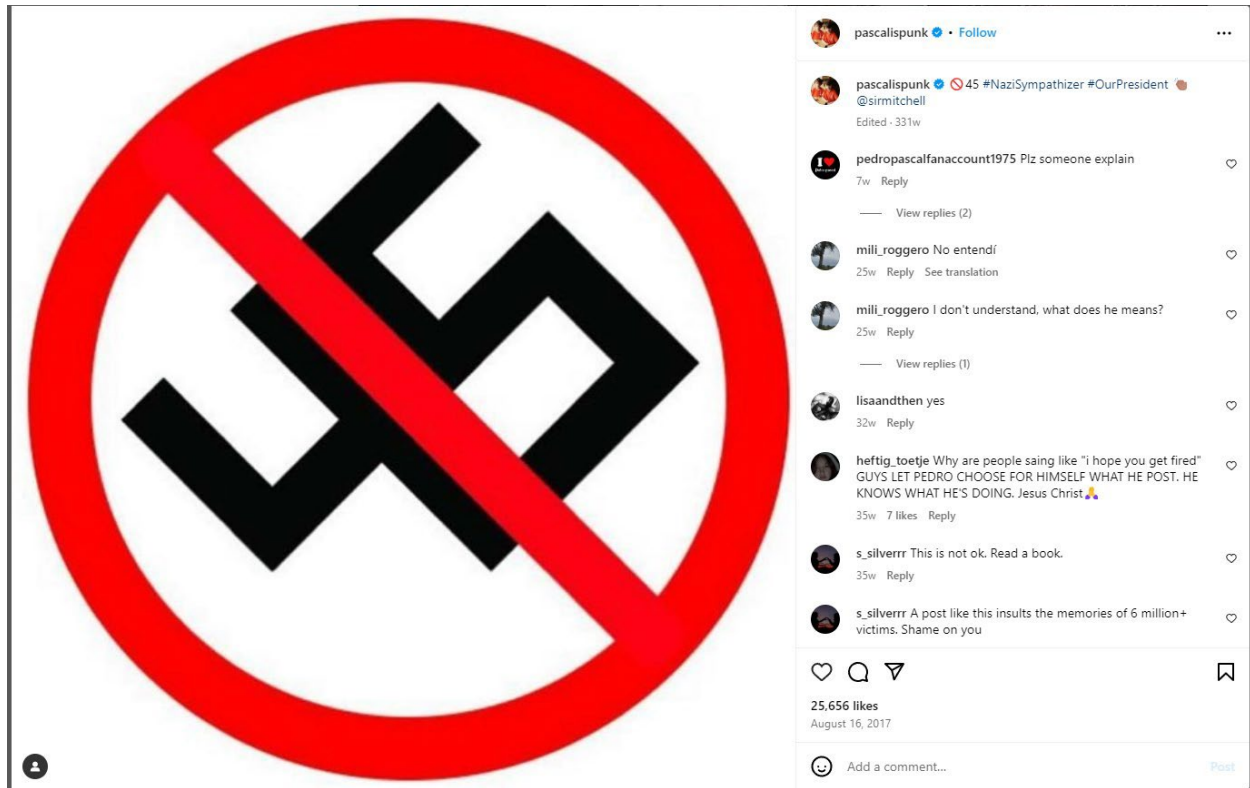 pascalispunk • Follow
pascalispunk 🚫45 #NaziSympathizer #OurPresident 👊🏽
@sirmitchell
Edited · 331w
pedropascalfanaccount1975 Plz someone explain
7w Reply
View replies (2)
mili_roggero No entendí
25w Reply See translation
mili_roggero I don't understand, what does he means?
25w Reply
View replies (1)
lisaandthen yes
32w Reply
heftig_toetje Why are people saing like "i hope you get fired"
GUYS LET PEDRO CHOOSE FOR HIMSELF WHAT HE POST. HE
KNOWS WHAT HE'S DOING. Jesus Christ🙏
35w 7 likes Reply
s_silverrr This is not ok. Read a book.
35w Reply
s_silverrr A post like this insults the memories of 6 million+
victims. Shame on you
25,656 likes
August 16, 2017
Add a comment...
Post